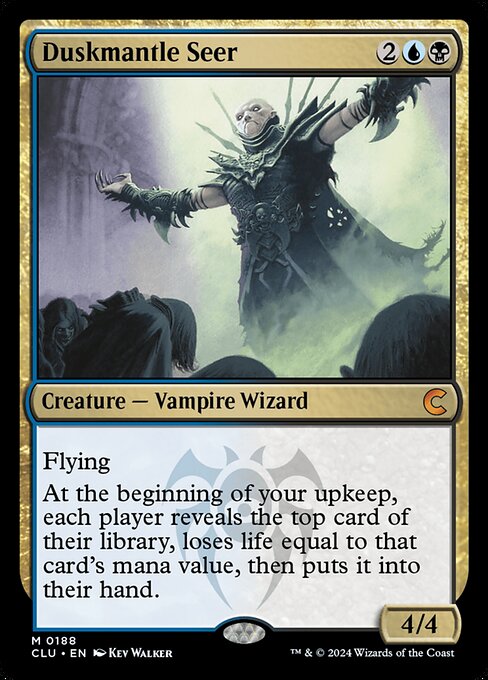 Duskmantle Seer 2
Creature — Vampire Wizard
Flying
At the beginning of your upkeep,
each player reveals the top card of
their library, loses life equal to that
card's mana value, then puts it into
their hand.
4/4
M 0188
CLU • EN Key Walker
™ & © 2024 Wizards of the Coast